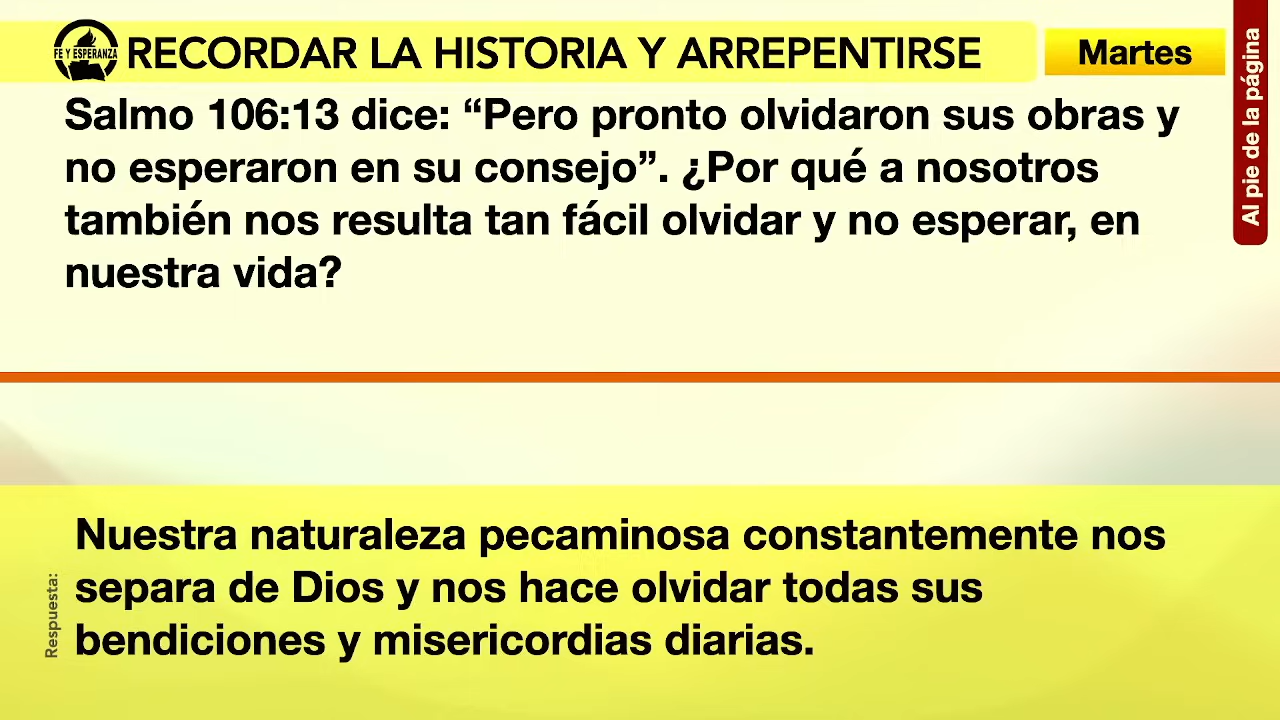 FE Y ESPERANZA
RECORDAR LA HISTORIA Y ARREPENTIRSE
Martes
Al pie de la página
Salmo 106:13 dice: “Pero pronto olvidaron sus obras y
no esperaron en su consejo”. ¿Por qué a nosotros
también nos resulta tan fácil olvidar y no esperar, en
nuestra vida?
Respuesta:
Nuestra naturaleza pecaminosa constantemente nos
separa de Dios y nos hace olvidar todas sus
bendiciones y misericordias diarias.